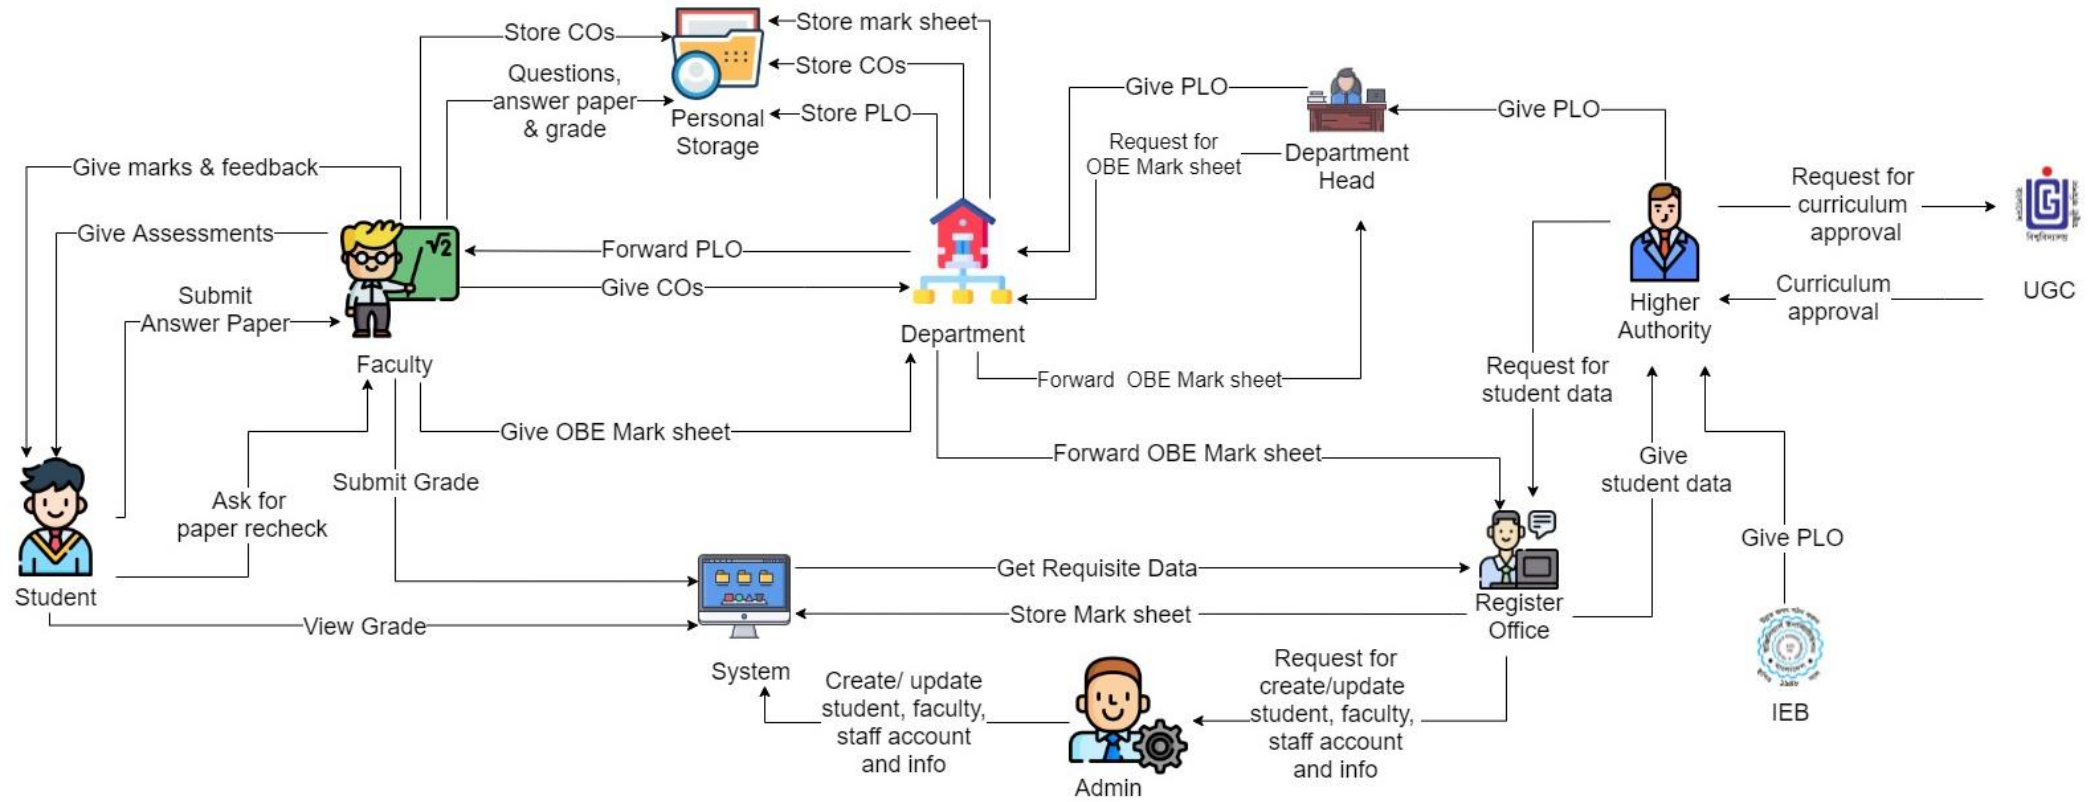 Store COs
Store mark sheet
Store COs
Questions,
answer paper
& grade
Store PLO
Personal
Storage
Give PLO
Give PLO
Request for
OBE Mark sheet
Department
Head
Give marks & feedback
Give Assessments
√2
Forward PLO
Give COs
Submit
Answer Paper
Faculty
Department
Request for
curriculum
approval
বিশ্ববিদ্যালয়
UGC
Curriculum
approval
Higher
Authority
Forward OBE Mark sheet
Request for
student data
Give OBE Mark sheet
Forward OBE Mark sheet
Give
student data
Submit Grade
Ask for
paper recheck
Give PLO
Get Requisite Data
Store Mark sheet
Register
Office
Student
View Grade
System
Create/ update
student, faculty,
staff account
and info
Request for
create/update
student, faculty,
staff account
and info
Admin
IEB